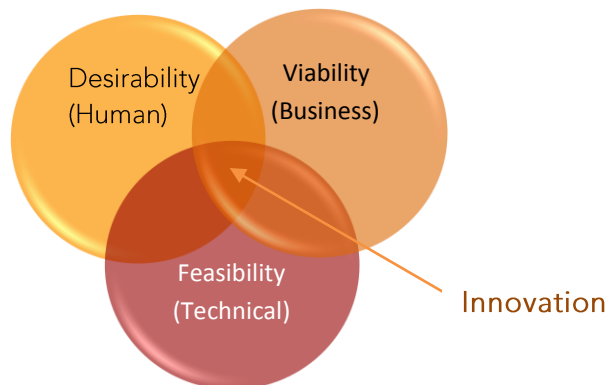 Desirability
(Human)
Viability
(Business)
Feasibility
(Technical)
Innovation